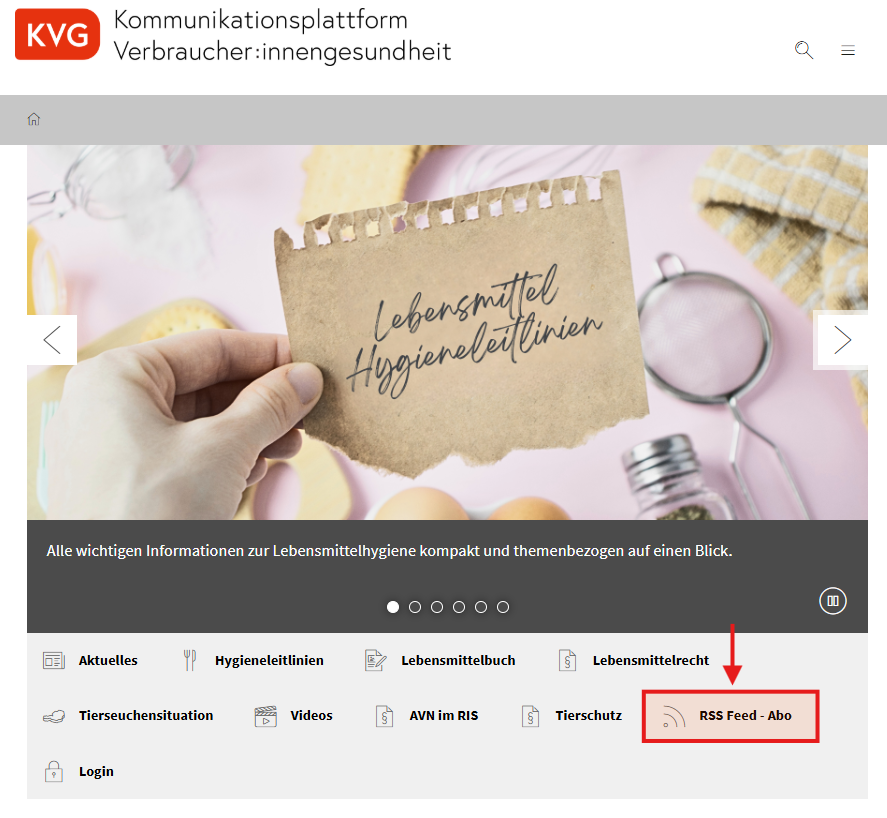 KVG
Kommunikationsplattform
Verbraucher:innengesundheit
Lebensmittel
Hygieneleitlinien
Alle wichtigen Informationen zur Lebensmittelhygiene kompakt und themenbezogen auf einen Blick.
Aktuelles Hygieneleitlinien Lebensmittelbuch § Lebensmittelrecht
Tierseuchensituation Videos § AVN im RIS § Tierschutz RSS Feed - Abo
Login